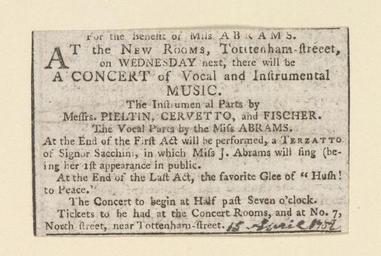 For the Benefit of Miss ABRAMS.
AT the NEW ROOMS, Tottenham-street,
on WEDNESDAY next, there will be
A CONCERT of Vocal and Instrumental
MUSIC.
The Instrumen al Parts by
Messrs. PIELTIN, CERVETTO, and FISCHER.
The Vocal Parts by the Miss ABRAMS.
At the End of the First Act will be performed, a TERZATTO
of Signor Sacchini, in which Miss J. Abrams will sing (be-
ing her 1st appearance in public.
At the End of the Last Act, the favorite Glee of "Hush!
to Peace."
The Concert to begin at Half past Seven o'clock.
Tickets to be had at the Concert Rooms, and at No. 7,
North street, near Tottenham-street. 15 April